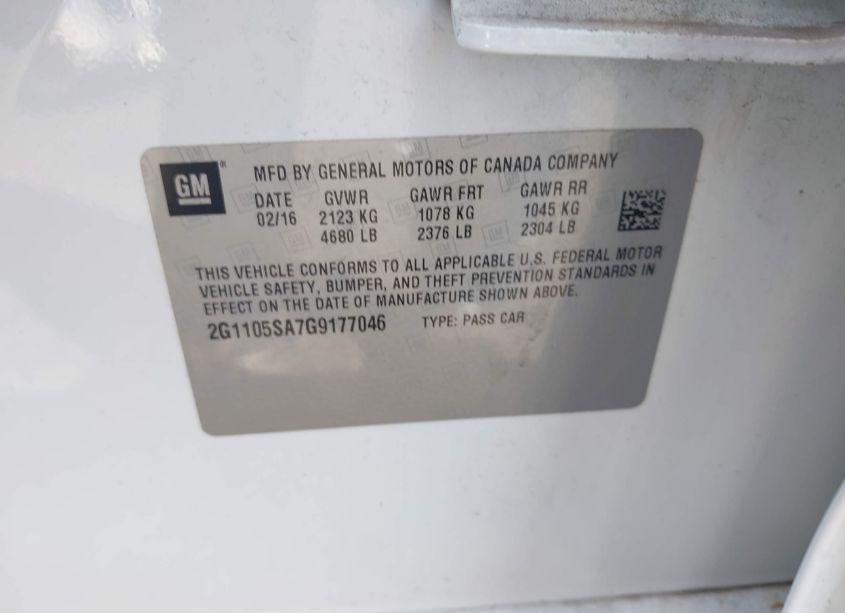 GM ®
MFD BY GENERAL MOTORS OF CANADA COMPANY
DATE GVWR GAWR FRT GAWR RR
02/16 2123 KG 1078 KG 1045 KG
4680 LB 2376 LB 2304 LB
THIS VEHICLE CONFORMS TO ALL APPLICABLE U.S. FEDERAL MOTOR
VEHICLE SAFETY, BUMPER, AND THEFT PREVENTION STANDARDS IN
EFFECT ON THE DATE OF MANUFACTURE SHOWN ABOVE.
2G1105SA7G9177046 TYPE: PASS CAR